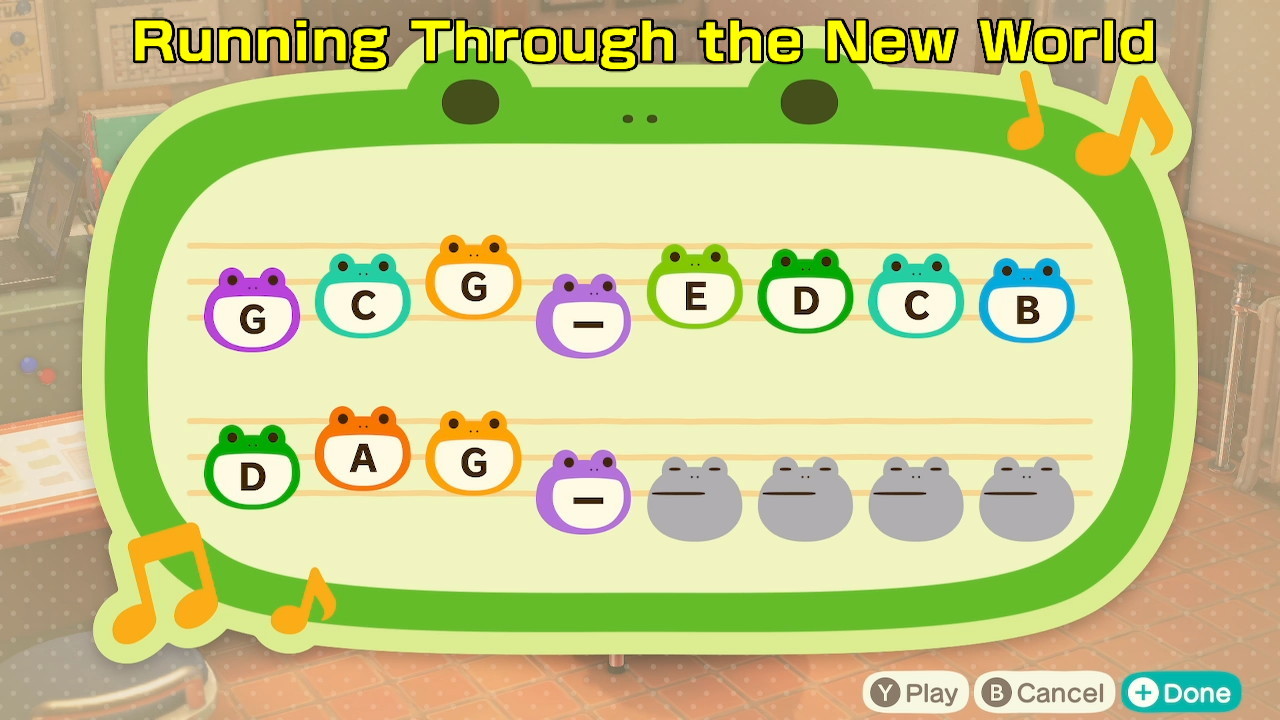 Running Through the New World
G C G – E D C B
D A G –
Y Play B Cancel + Done